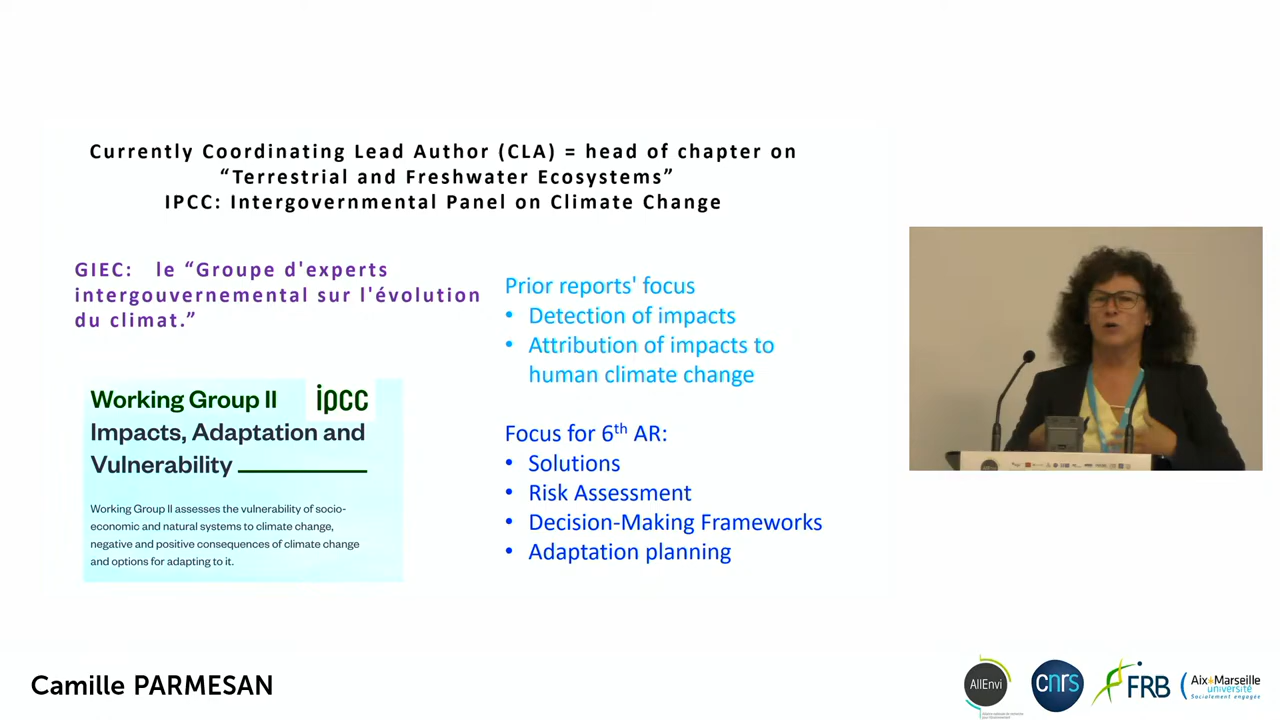 Currently Coordinating Lead Author (CLA) = head of chapter on
“Terrestrial and Freshwater Ecosystems”
IPCC: Intergovernmental Panel on Climate Change
GIEC: le “Groupe d'experts
intergouvernemental sur l'évolution
du climat.”
Working Group II
ipcc
Impacts, Adaptation and
Vulnerability
Working Group II assesses the vulnerability of socio-
economic and natural systems to climate change,
negative and positive consequences of climate change
and options for adapting to it.
Prior reports' focus
• Detection of impacts
• Attribution of impacts to
human climate change
Focus for 6th AR:
• Solutions
• Risk Assessment
• Decision-Making Frameworks
• Adaptation planning
Camille PARMESAN
AllEnvi
cnrs
FRB
Aix Marseille
université
Socialement engagée